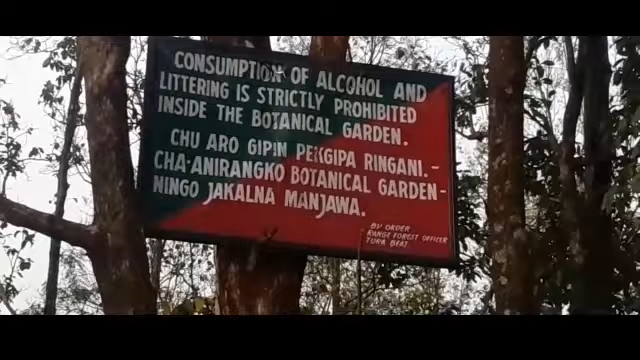 CONSUMPTION OF ALCOHOL AND
LITTERING IS STRICTLY PROHIBITED
INSIDE THE BOTANICAL GARDEN.
CHU ARO GIPIN PEKGIPA RINGANI.-
CHA·ANIRANGKO BOTANICAL GARDEN-
NINGO JAKALNA MANJAWA.
BY ORDER
RANGE FOREST OFFICER
TURA BEAT